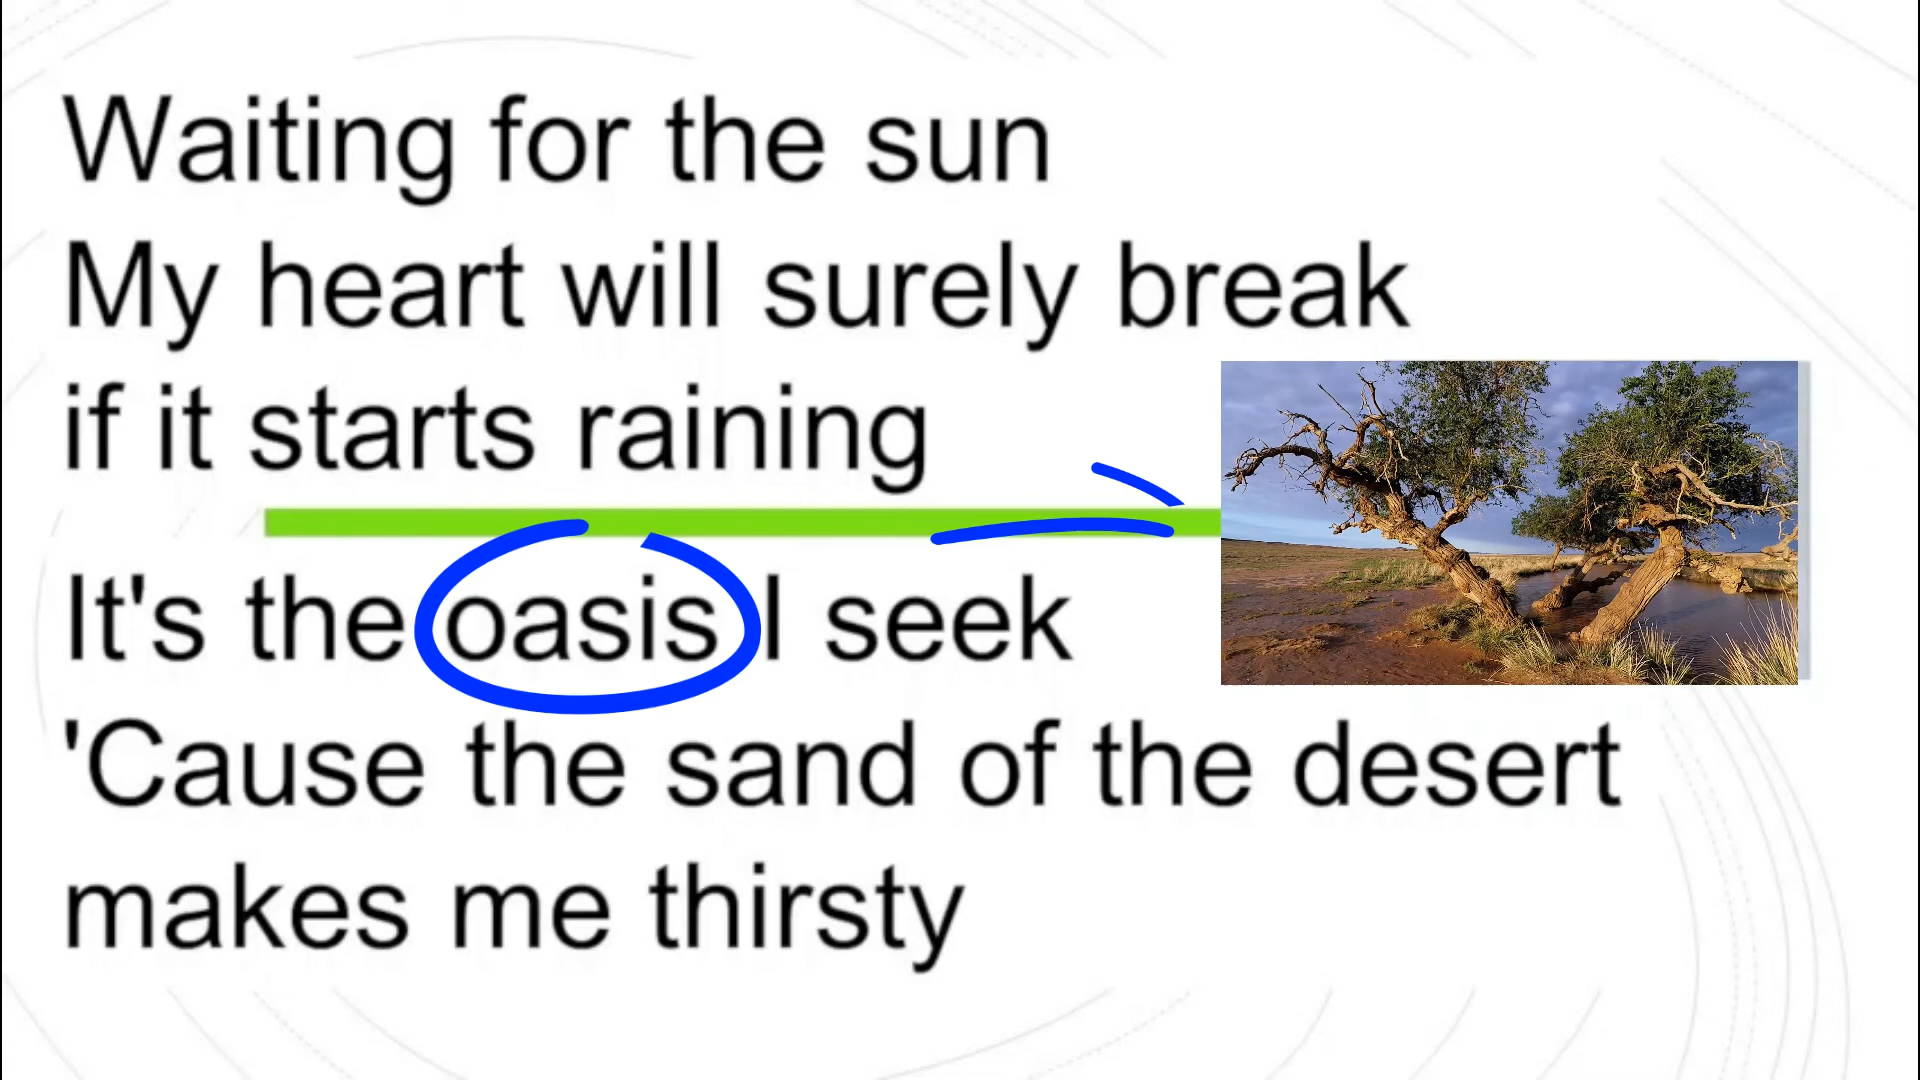 Waiting for the sun
My heart will surely break
if it starts raining
It's the oasis I seek
'Cause the sand of the desert
makes me thirsty